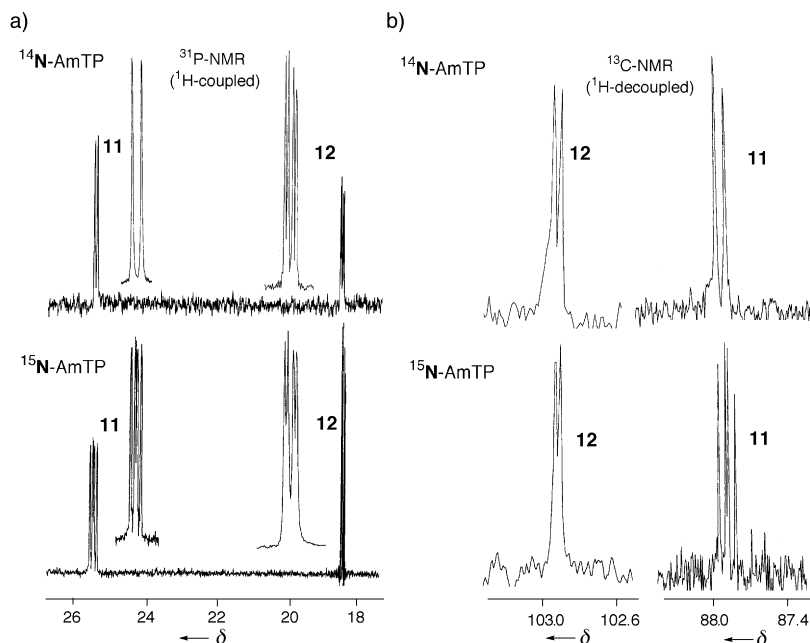 a)
b)
¹⁴N-AmTP
³¹P-NMR
(¹H-coupled)
11
12
¹⁵N-AmTP
11
12
26 24 22 20 18
← δ
¹⁴N-AmTP
¹³C-NMR
(¹H-decoupled)
12
11
¹⁵N-AmTP
12
11
103.0 102.6 88.0 87.4
← δ ← δ